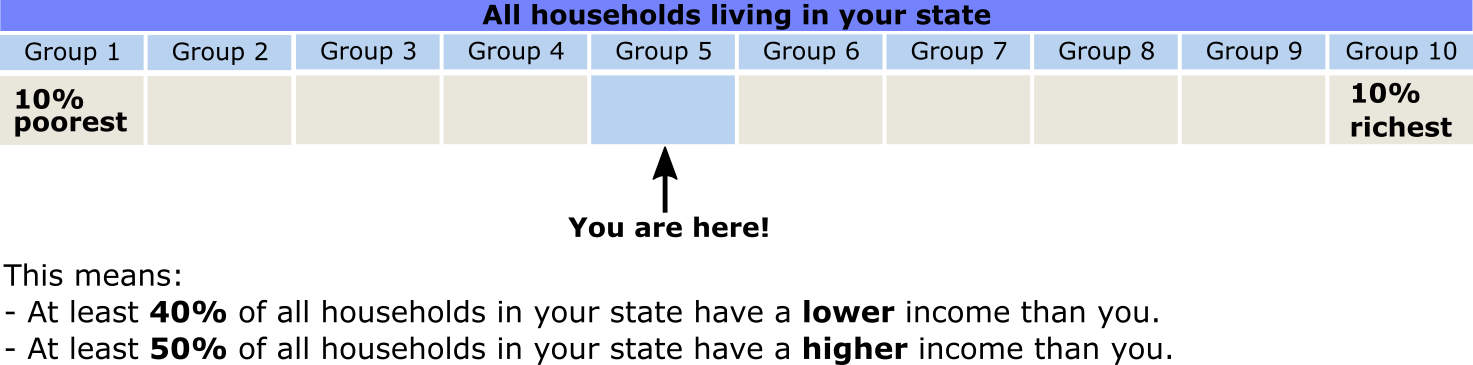 All households living in your state
Group 1 Group 2 Group 3 Group 4 Group 5 Group 6 Group 7 Group 8 Group 9 Group 10
10% poorest
10% richest
You are here!
This means:
- At least 40% of all households in your state have a lower income than you.
- At least 50% of all households in your state have a higher income than you.